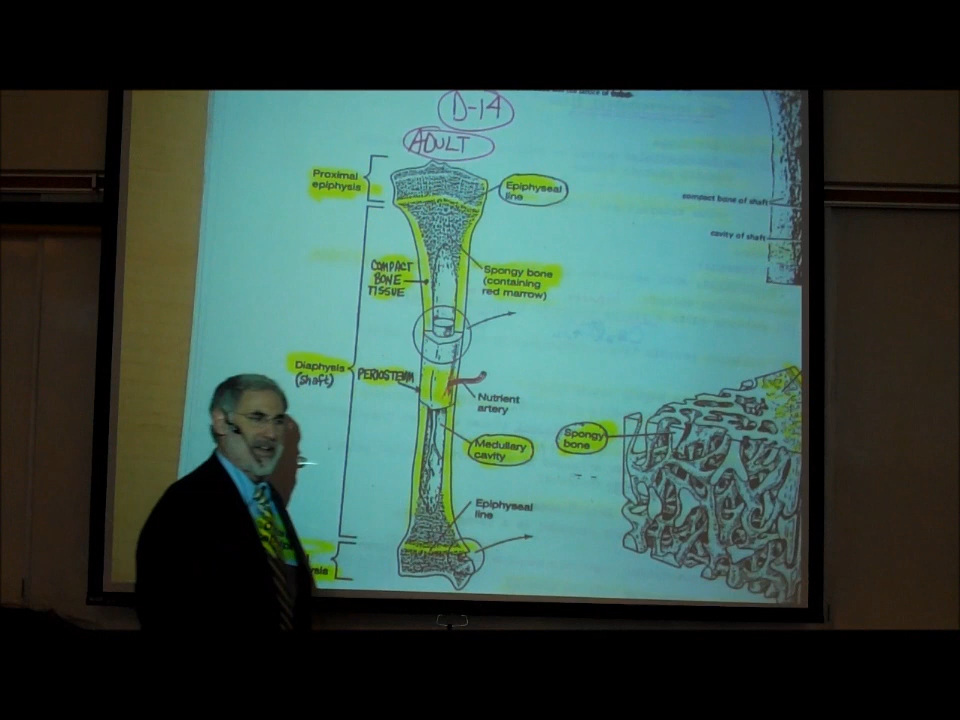 D-14
ADULT
Proximal
epiphysis
Epiphyseal
line
compact bone of shaft
cavity of shaft
COMPACT
BONE
TISSUE
Spongy bone
(containing
red marrow)
Diaphysis
(shaft)
PERIOSTEUM
Nutrient
artery
Medullary
cavity
Spongy
bone
Epiphyseal
line